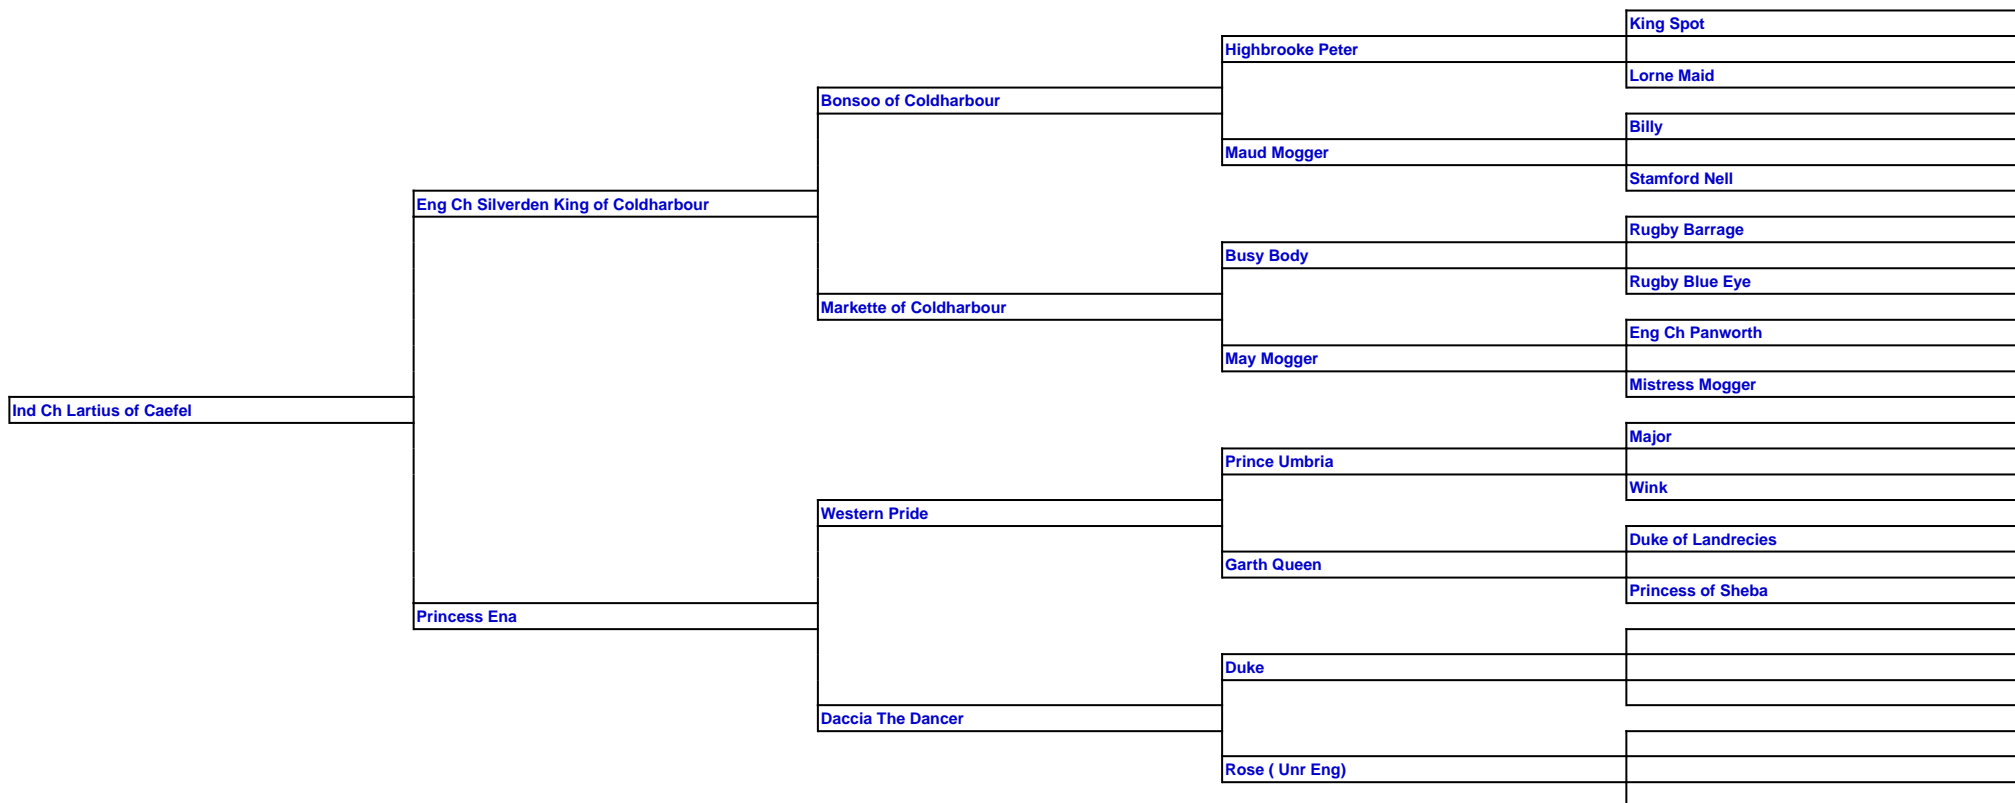 King Spot
Highbrooke Peter
Lorne Maid
Bonsoo of Coldharbour
Billy
Maud Mogger
Stamford Nell
Eng Ch Silverden King of Coldharbour
Rugby Barrage
Busy Body
Rugby Blue Eye
Markette of Coldharbour
Eng Ch Panworth
May Mogger
Mistress Mogger
Ind Ch Lartius of Caefel
Major
Prince Umbria
Wink
Western Pride
Duke of Landrecies
Garth Queen
Princess of Sheba
Princess Ena
Duke
Daccia The Dancer
Rose ( Unr Eng)